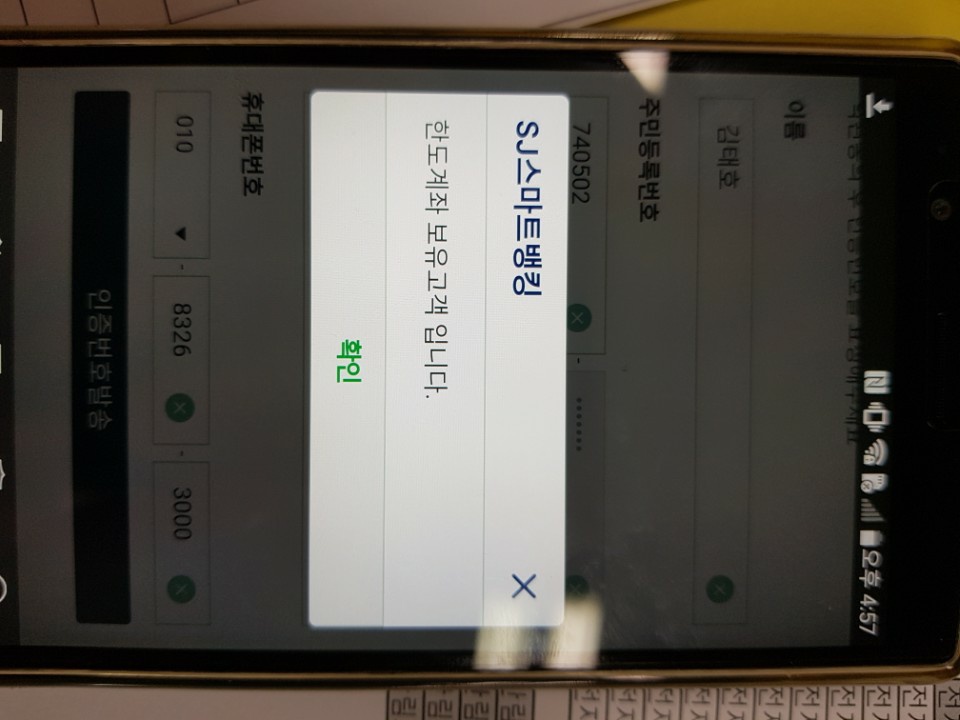 오후 4:57
이름
김태호
주민등록번호
740502 - •••••••
SJ스마트뱅킹
한도계좌 보유고객 입니다.
확인
휴대폰번호
010 - 8326 - 3000
인증번호발송